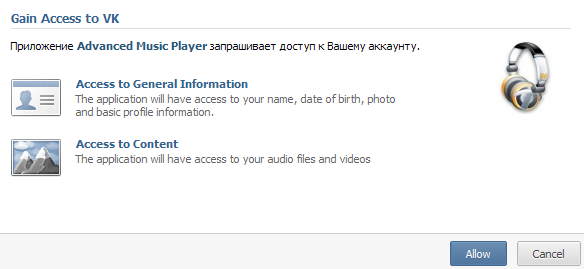 Gain Access to VK
Приложение Advanced Music Player запрашивает доступ к Вашему аккаунту.
Access to General Information
The application will have access to your name, date of birth, photo
and basic profile information.
Access to Content
The application will have access to your audio files and videos
Allow
Cancel